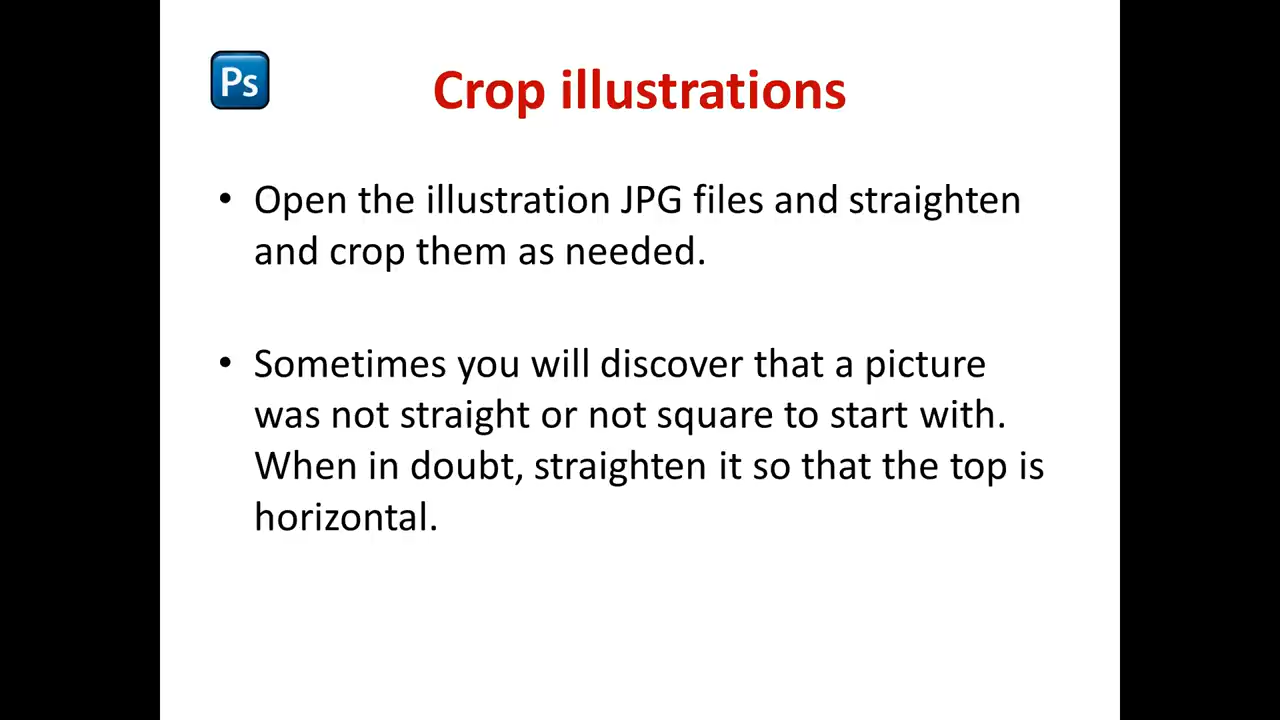 Ps
Crop illustrations
• Open the illustration JPG files and straighten
and crop them as needed.
• Sometimes you will discover that a picture
was not straight or not square to start with.
When in doubt, straighten it so that the top is
horizontal.